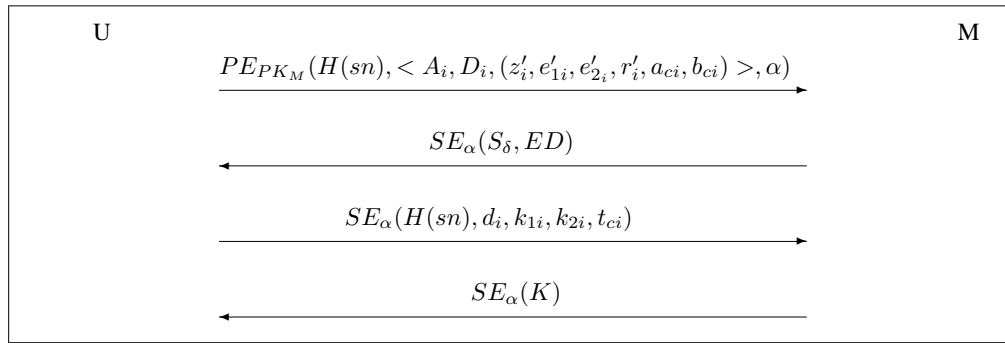 U M
PE_{PK_M}(H(sn), < A_i, D_i, (z'_i, e'_{1i}, e'_{2_i}, r'_i, a_{ci}, b_{ci}) >, α)
SE_α(S_δ, ED)
SE_α(H(sn), d_i, k_{1i}, k_{2i}, t_{ci})
SE_α(K)